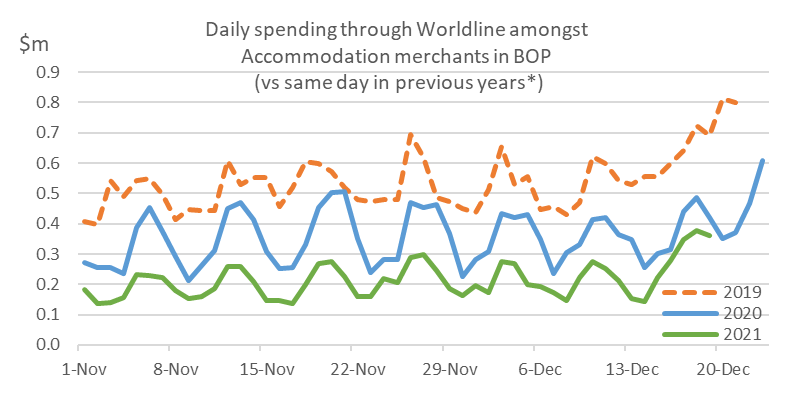 Daily spending through Worldline amongst
Accommodation merchants in BOP
(vs same day in previous years*)
$m
0.9
0.8
0.7
0.6
0.5
0.4
0.3
0.2
0.1
0.0
2019
2020
2021
1-Nov 8-Nov 15-Nov 22-Nov 29-Nov 6-Dec 13-Dec 20-Dec